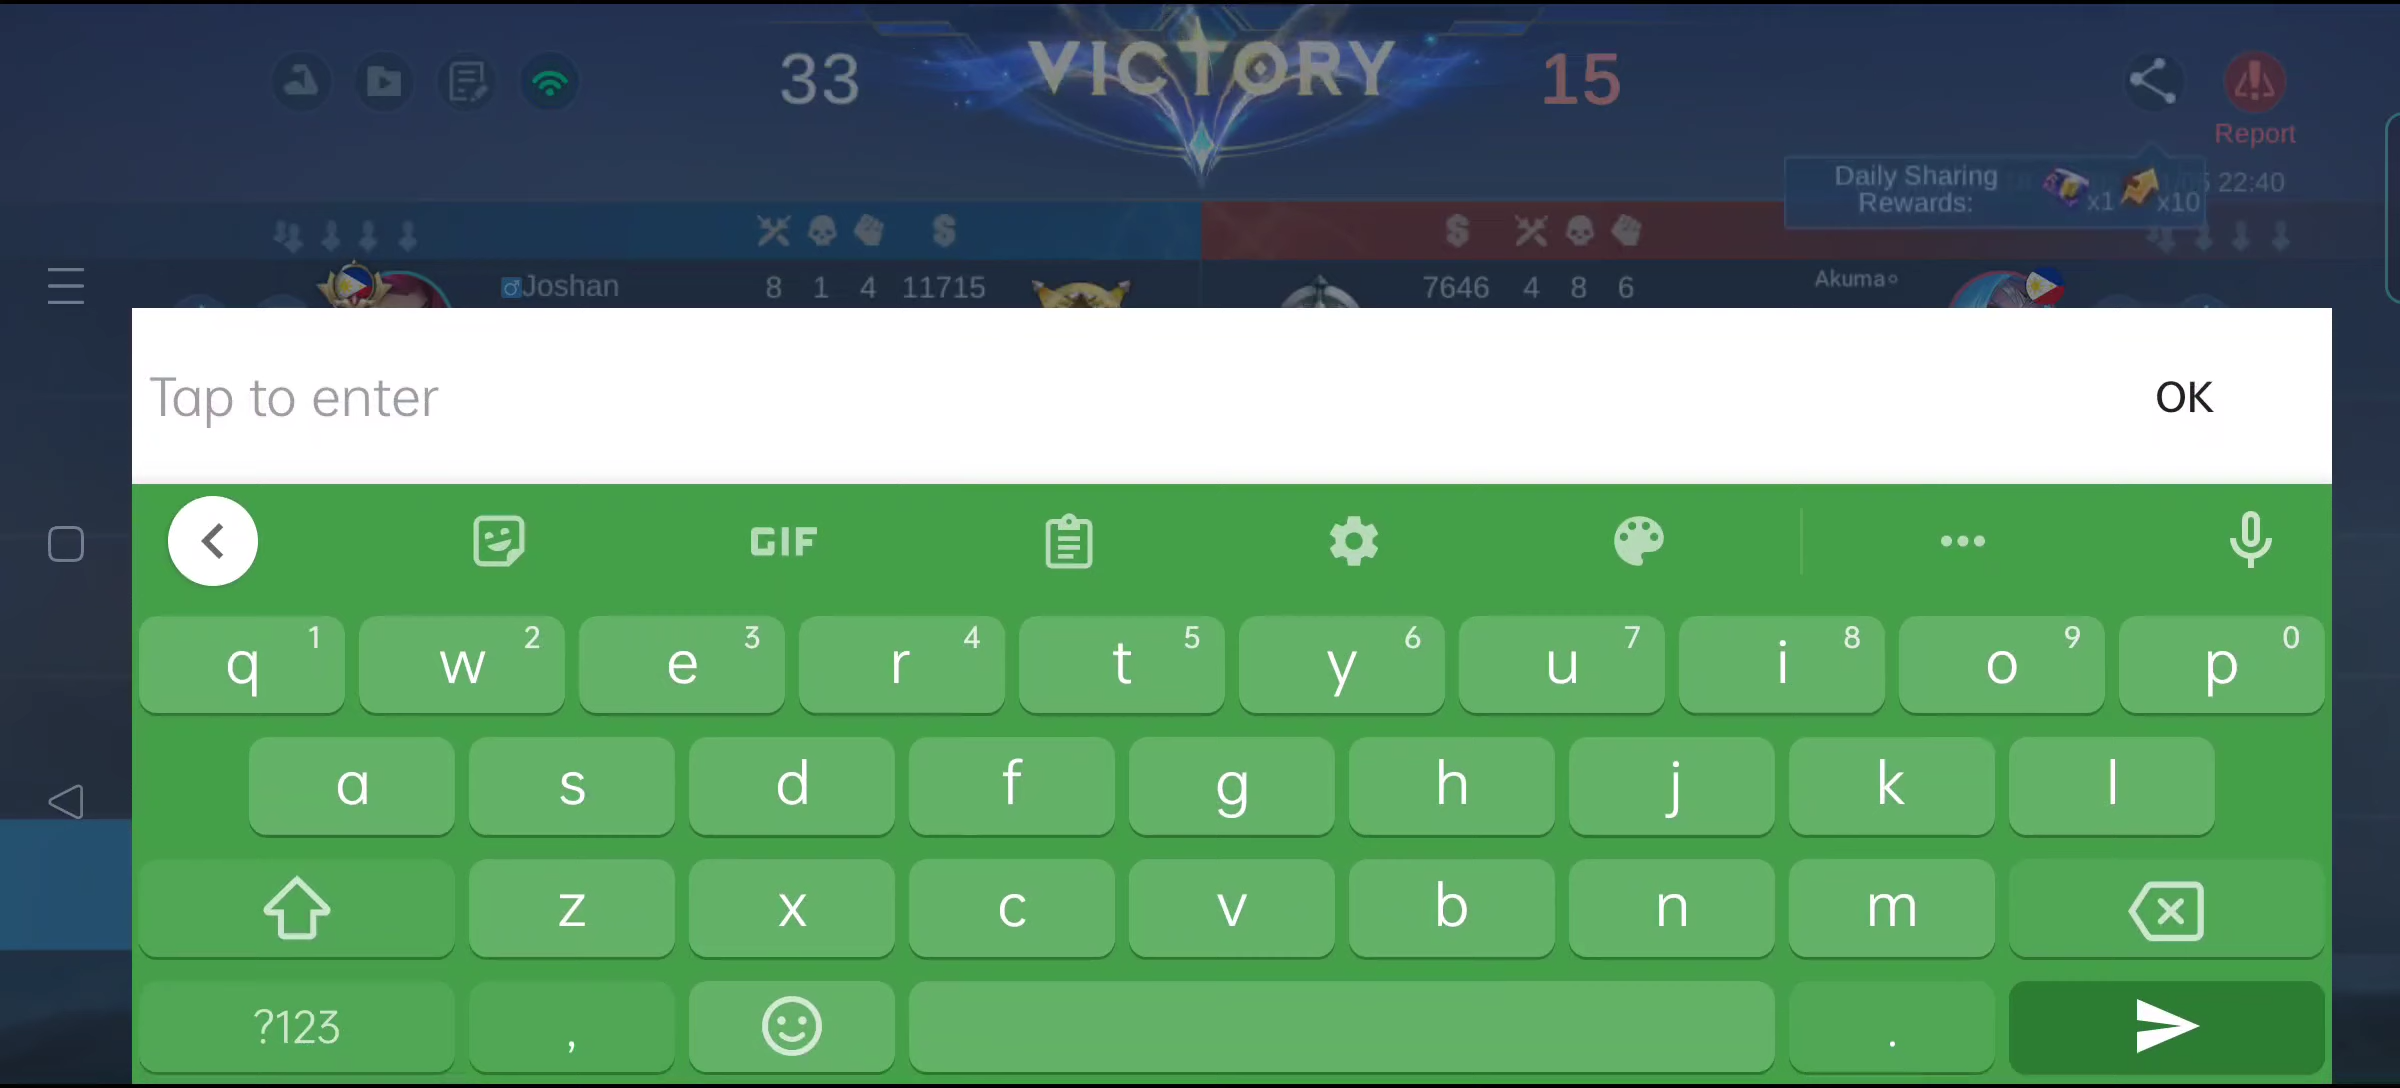 33 VICTORY 15
Report
Daily Sharing
Rewards: x1 x10
22:40
Joshan 8 1 4 11715 7646 4 8 6 Akuma
Tap to enter OK
GIF
q 1 w 2 e 3 r 4 t 5 y 6 u 7 i 8 o 9 p 0
a s d f g h j k l
z x c v b n m
?123 , .